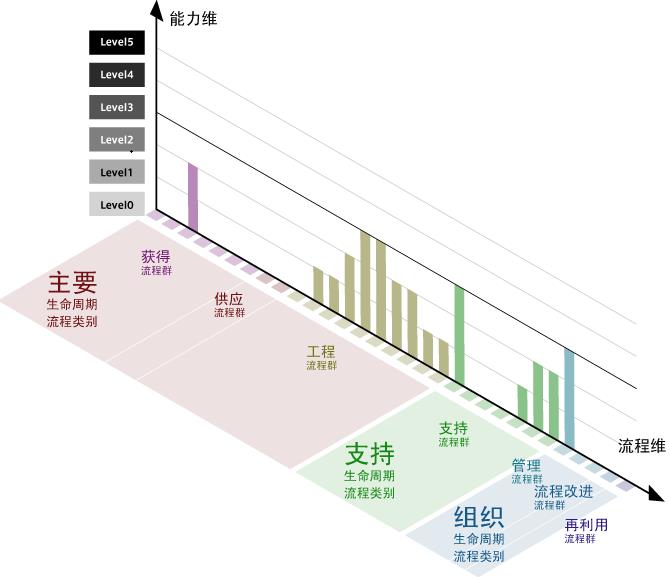 能力维
Level5
Level4
Level3
Level2
Level1
Level0
获得
流程群
主要
生命周期
流程类别
供应
流程群
工程
流程群
支持
流程群
支持
生命周期
流程类别
流程维
管理
流程群
流程改进
流程群
组织
生命周期
流程类别
再利用
流程群